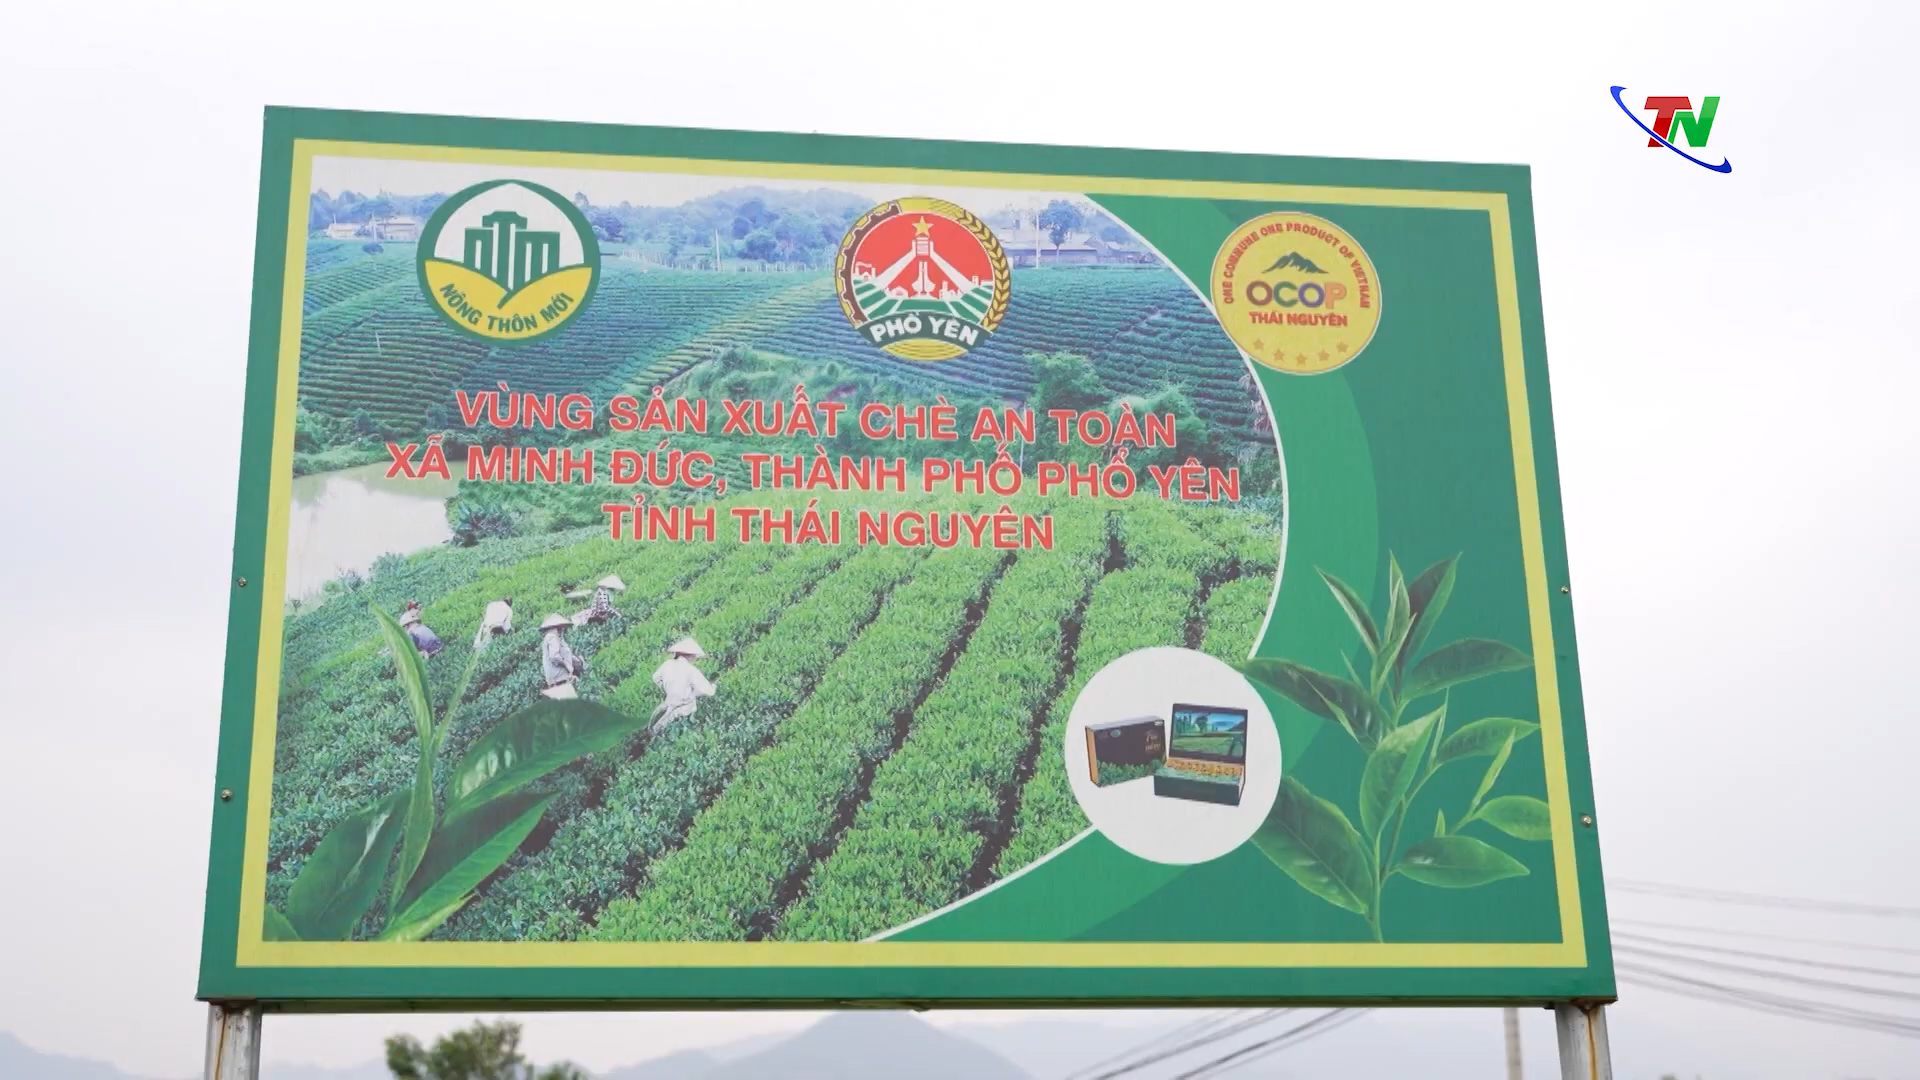 TN
NÔNG THÔN MỚI
PHỔ YÊN
ONE COMMUNE ONE PRODUCT OF VIETNAM
OCOP
THÁI NGUYÊN
VÙNG SẢN XUẤT CHÈ AN TOÀN
XÃ MINH ĐỨC, THÀNH PHỐ PHỔ YÊN
TỈNH THÁI NGUYÊN